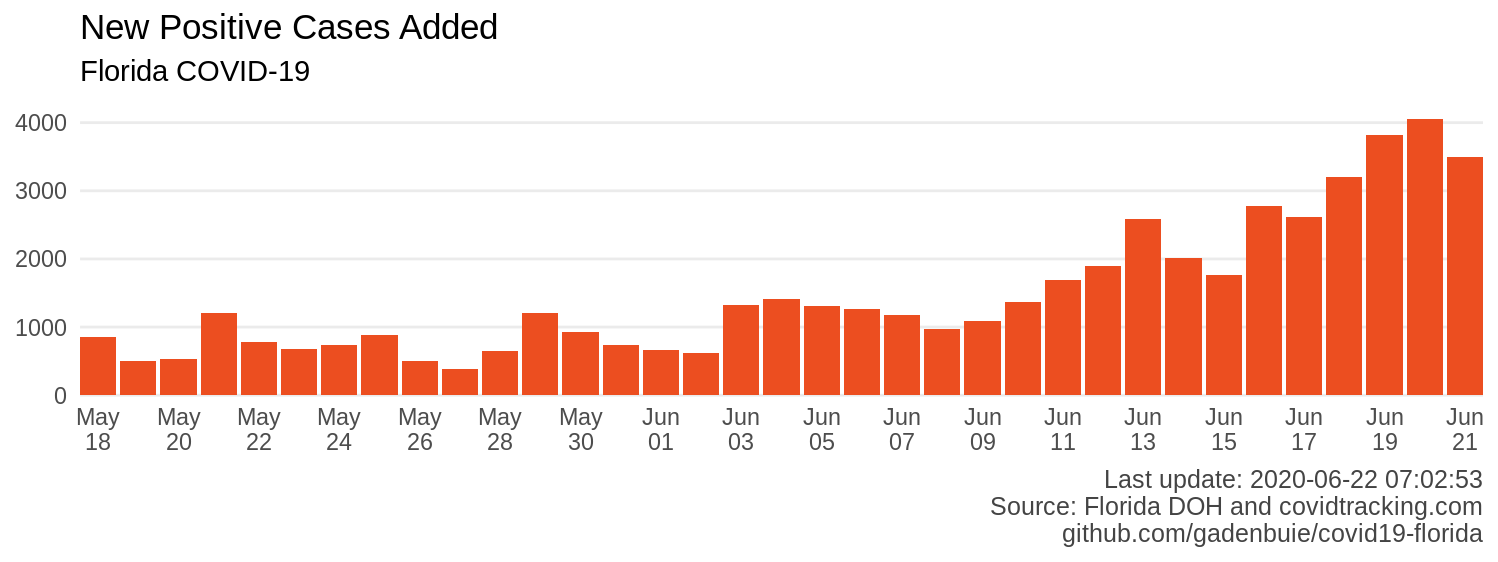 New Positive Cases Added
Florida COVID-19
4000
3000
2000
1000
0
May May May May May May May Jun Jun Jun Jun Jun Jun Jun Jun Jun Jun Jun
18 20 22 24 26 28 30 01 03 05 07 09 11 13 15 17 19 21
Last update: 2020-06-22 07:02:53
Source: Florida DOH and covidtracking.com
github.com/gadenbuie/covid19-florida